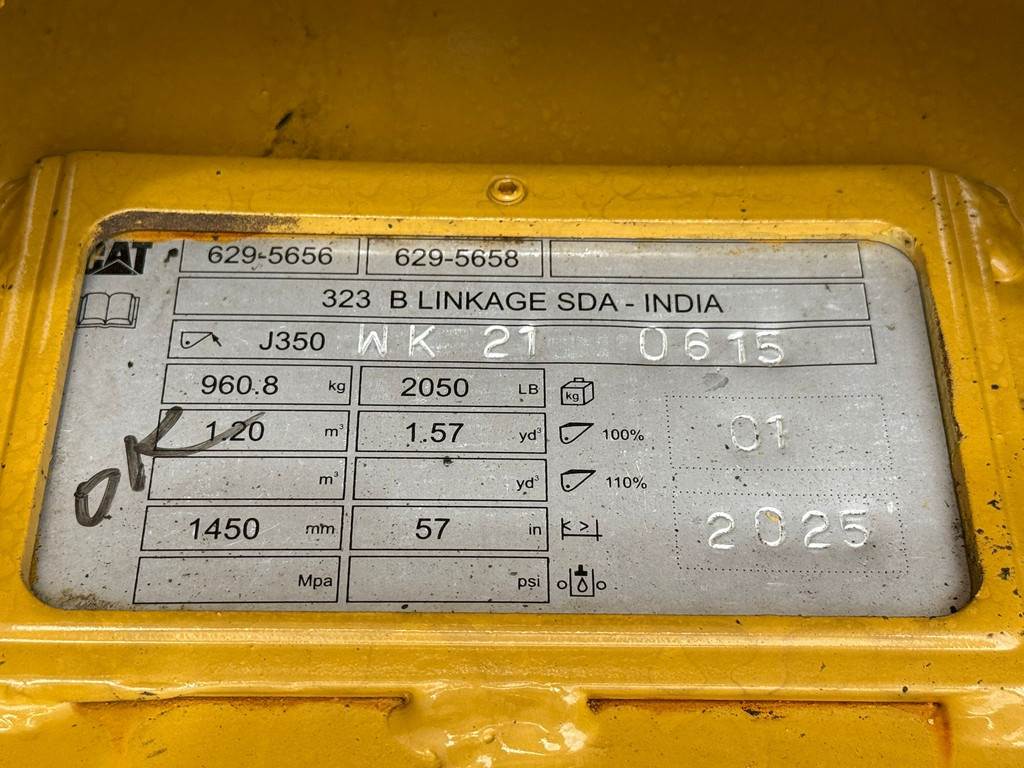 CAT 629-5656 629-5658
323 B LINKAGE SDA - INDIA
J350 WK 21 0615
960.8 kg 2050 LB kg
1.20 m³ 1.57 yd³ 100% 01
OK
m³ yd³ 110%
1450 mm 57 in 2025
Mpa psi